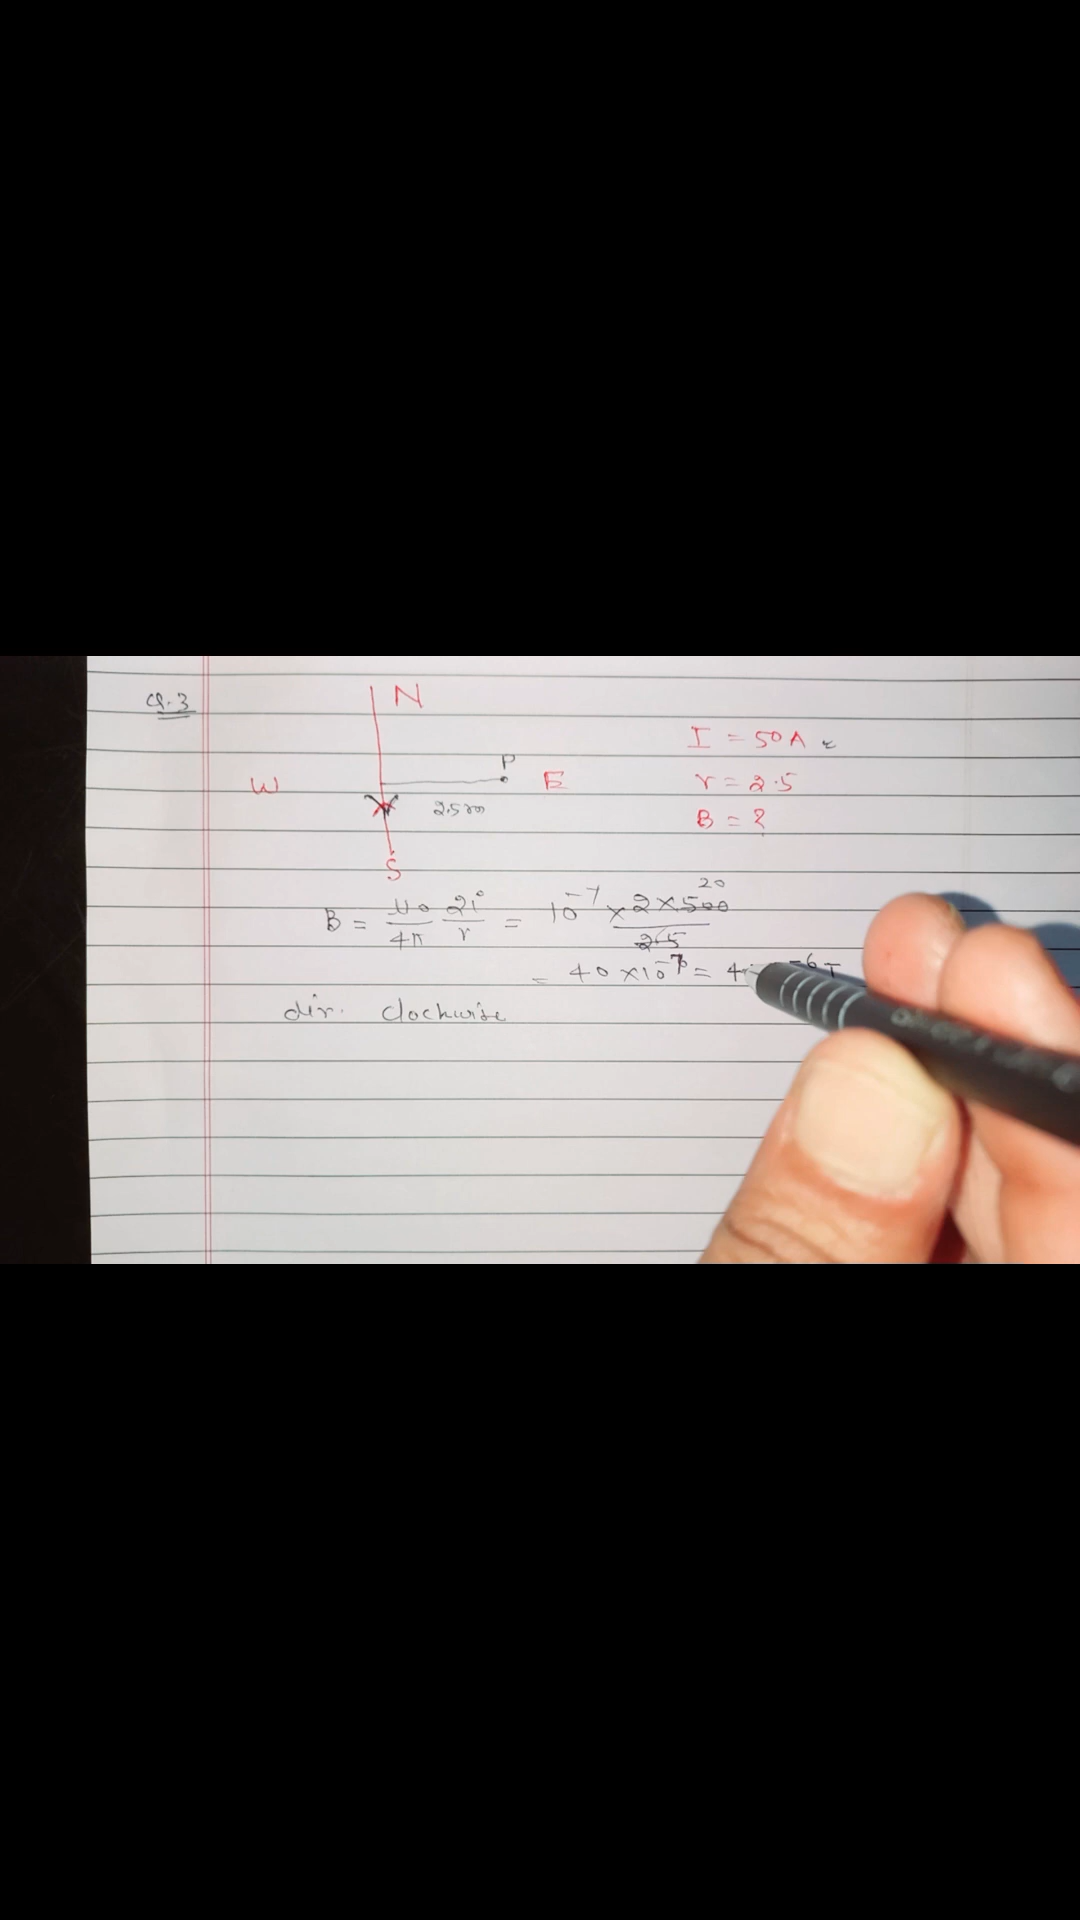 Q.3
N
P
I = 50A
W
E
r = 2.5
2.5m
B = ?
S
20
B = μ0/4π 2i/r = 10^-7 × 2 × 500/2.5
= 40 × 10^-7 = 4 -6 T
dir. clockwise